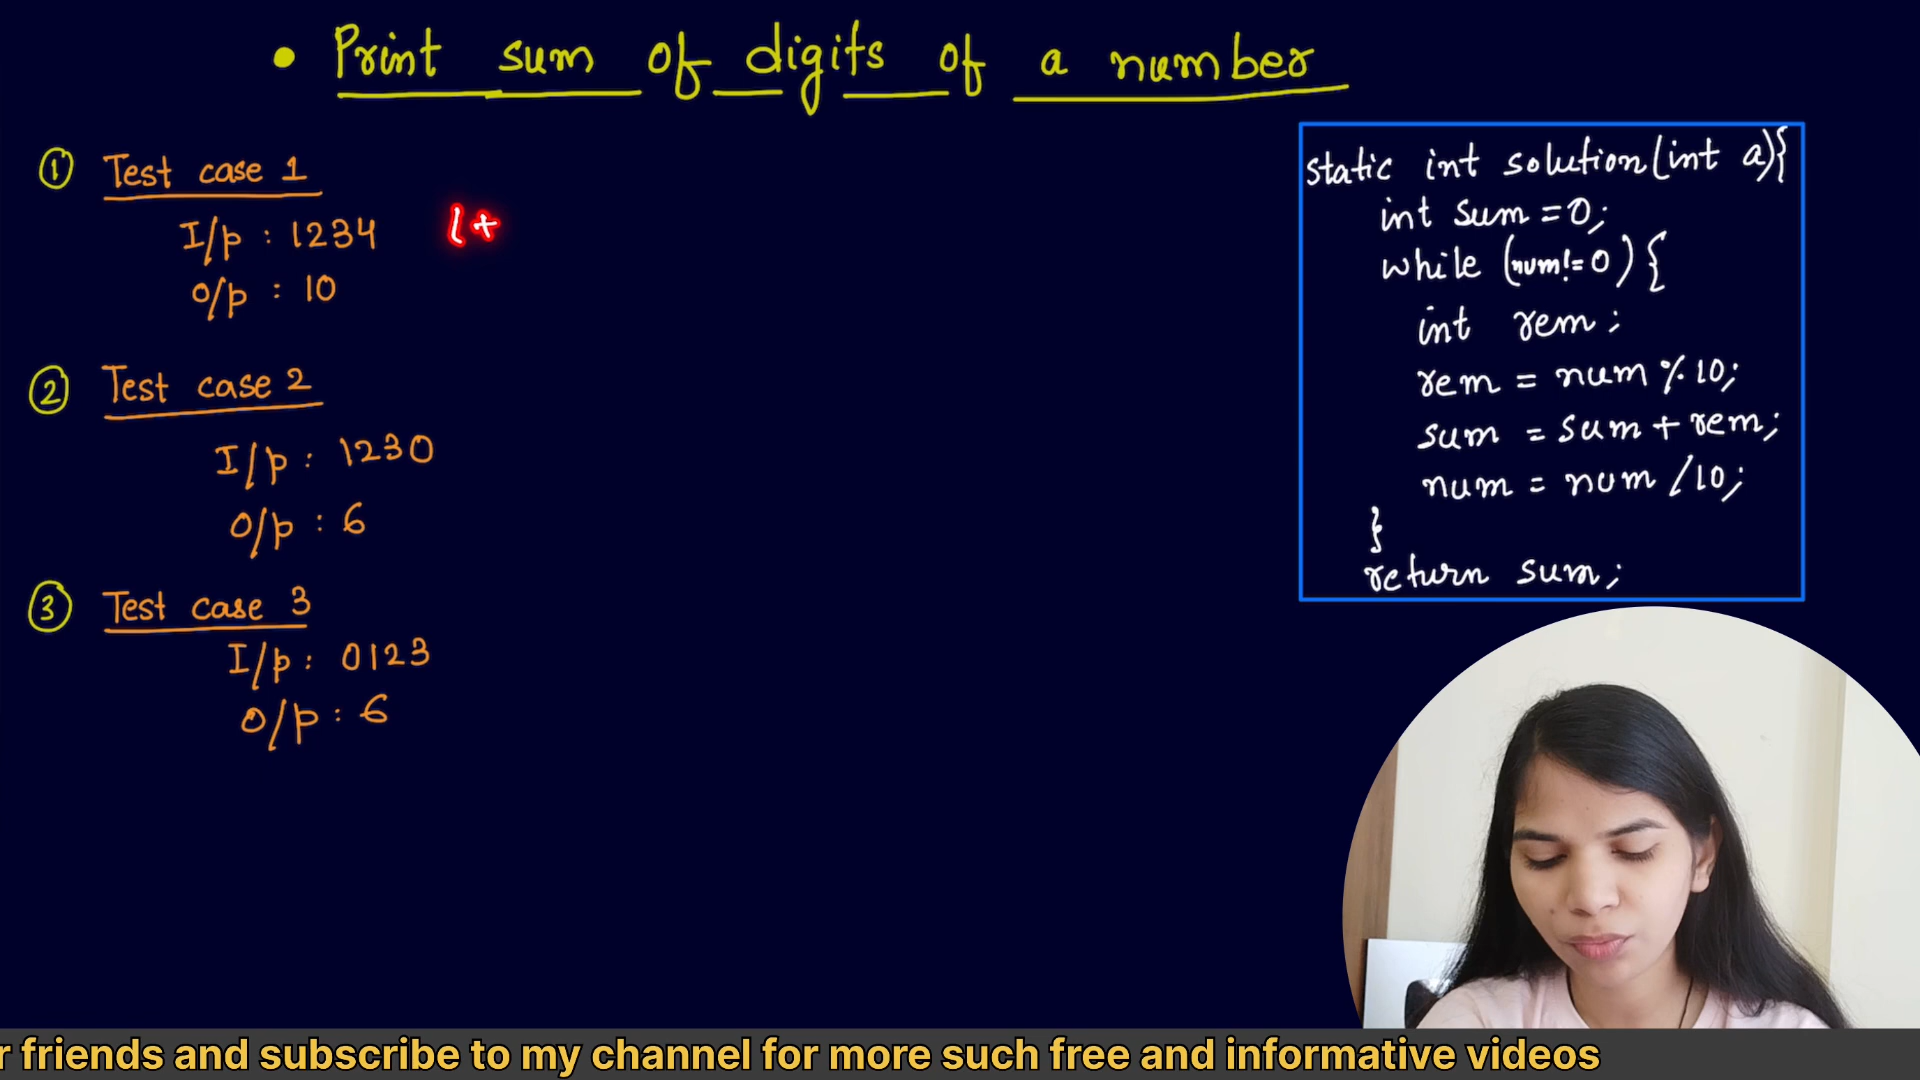 • Print sum of digits of a number
① Test case 1
I/p : 1234 1+
O/p : 10
② Test case 2
I/p : 1230
O/p : 6
③ Test case 3
I/p : 0123
O/p : 6
static int solution(int a){
int sum = 0;
while (num!=0) {
int rem;
rem = num % 10;
sum = sum + rem;
num = num /10;
}
return sum;
r friends and subscribe to my channel for more such free and informative videos